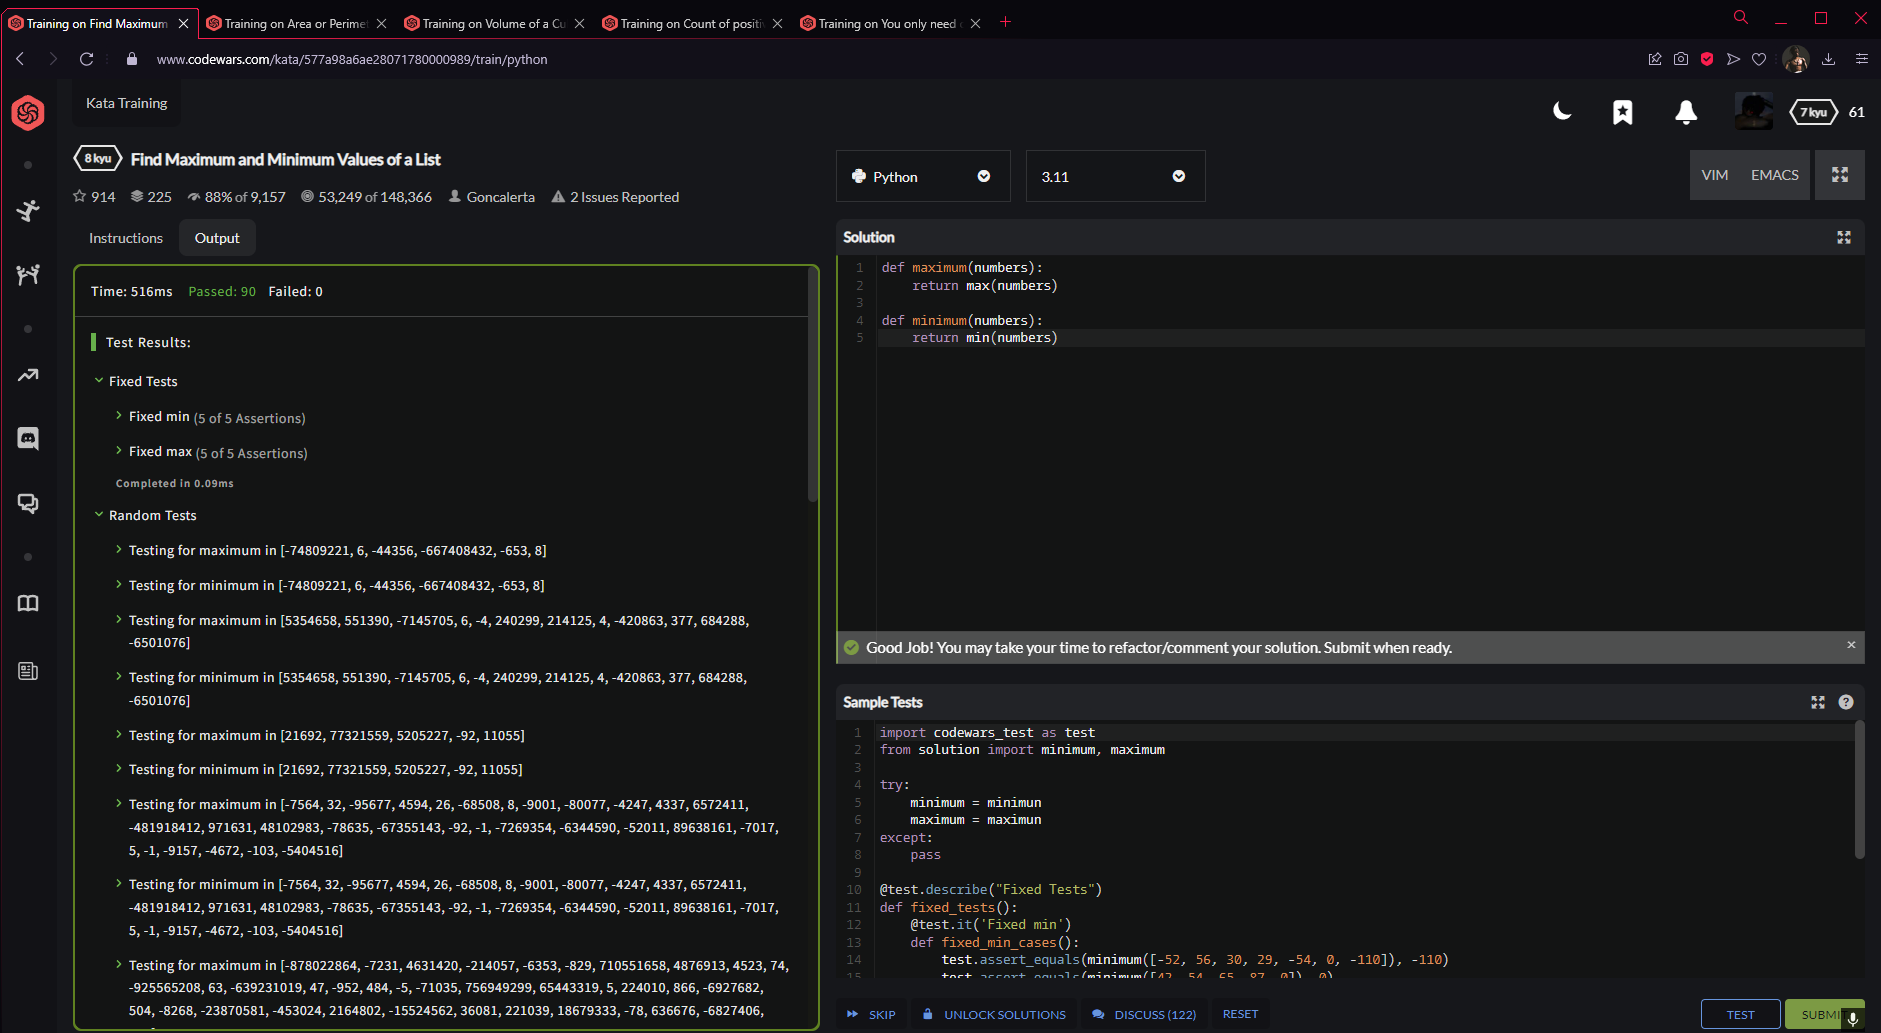 Training on Find Maximum
Training on Area or Perimet
Training on Volume of a Cu
Training on Count of positi
Training on You only need
www.codewars.com/kata/577a98a6ae28071780000989/train/python
Kata Training
7 kyu 61
8 kyu Find Maximum and Minimum Values of a List
914 225 88% of 9,157 53,249 of 148,366 Goncalerta 2 Issues Reported
Instructions Output
Time: 516ms Passed: 90 Failed: 0
Test Results:
Fixed Tests
Fixed min (5 of 5 Assertions)
Fixed max (5 of 5 Assertions)
Completed in 0.09ms
Random Tests
Testing for maximum in [-74809221, 6, -44356, -667408432, -653, 8]
Testing for minimum in [-74809221, 6, -44356, -667408432, -653, 8]
Testing for maximum in [5354658, 551390, -7145705, 6, -4, 240299, 214125, 4, -420863, 377, 684288,
-6501076]
Testing for minimum in [5354658, 551390, -7145705, 6, -4, 240299, 214125, 4, -420863, 377, 684288,
-6501076]
Testing for maximum in [21692, 77321559, 5205227, -92, 11055]
Testing for minimum in [21692, 77321559, 5205227, -92, 11055]
Testing for maximum in [-7564, 32, -95677, 4594, 26, -68508, 8, -9001, -80077, -4247, 4337, 6572411,
-481918412, 971631, 48102983, -78635, -67355143, -92, -1, -7269354, -6344590, -52011, 89638161, -7017,
5, -1, -9157, -4672, -103, -5404516]
Testing for minimum in [-7564, 32, -95677, 4594, 26, -68508, 8, -9001, -80077, -4247, 4337, 6572411,
-481918412, 971631, 48102983, -78635, -67355143, -92, -1, -7269354, -6344590, -52011, 89638161, -7017,
5, -1, -9157, -4672, -103, -5404516]
Testing for maximum in [-878022864, -7231, 4631420, -214057, -6353, -829, 710551658, 4876913, 4523, 74,
-925565208, 63, -639231019, 47, -952, 484, -5, -71035, 756949299, 65443319, 5, 224010, 866, -6927682,
504, -8268, -23870581, -453024, 2164802, -15524562, 36081, 221039, 18679333, -78, 636676, -6827406,
Python 3.11 VIM EMACS
Solution
1 def maximum(numbers):
2 return max(numbers)
3
4 def minimum(numbers):
5 return min(numbers)
Good Job! You may take your time to refactor/comment your solution. Submit when ready.
Sample Tests
1 import codewars_test as test
2 from solution import minimum, maximum
3
4 try:
5 minimum = minimun
6 maximum = maximun
7 except:
8 pass
9
10 @test.describe("Fixed Tests")
11 def fixed_tests():
12 @test.it('Fixed min')
13 def fixed_min_cases():
14 test.assert_equals(minimum([-52, 56, 30, 29, -54, 0, -110]), -110)
15 test.assert_equals(minimum([42, 54, 65, 87, 0]), 0)
SKIP UNLOCK SOLUTIONS DISCUSS (122) RESET TEST SUBMIT